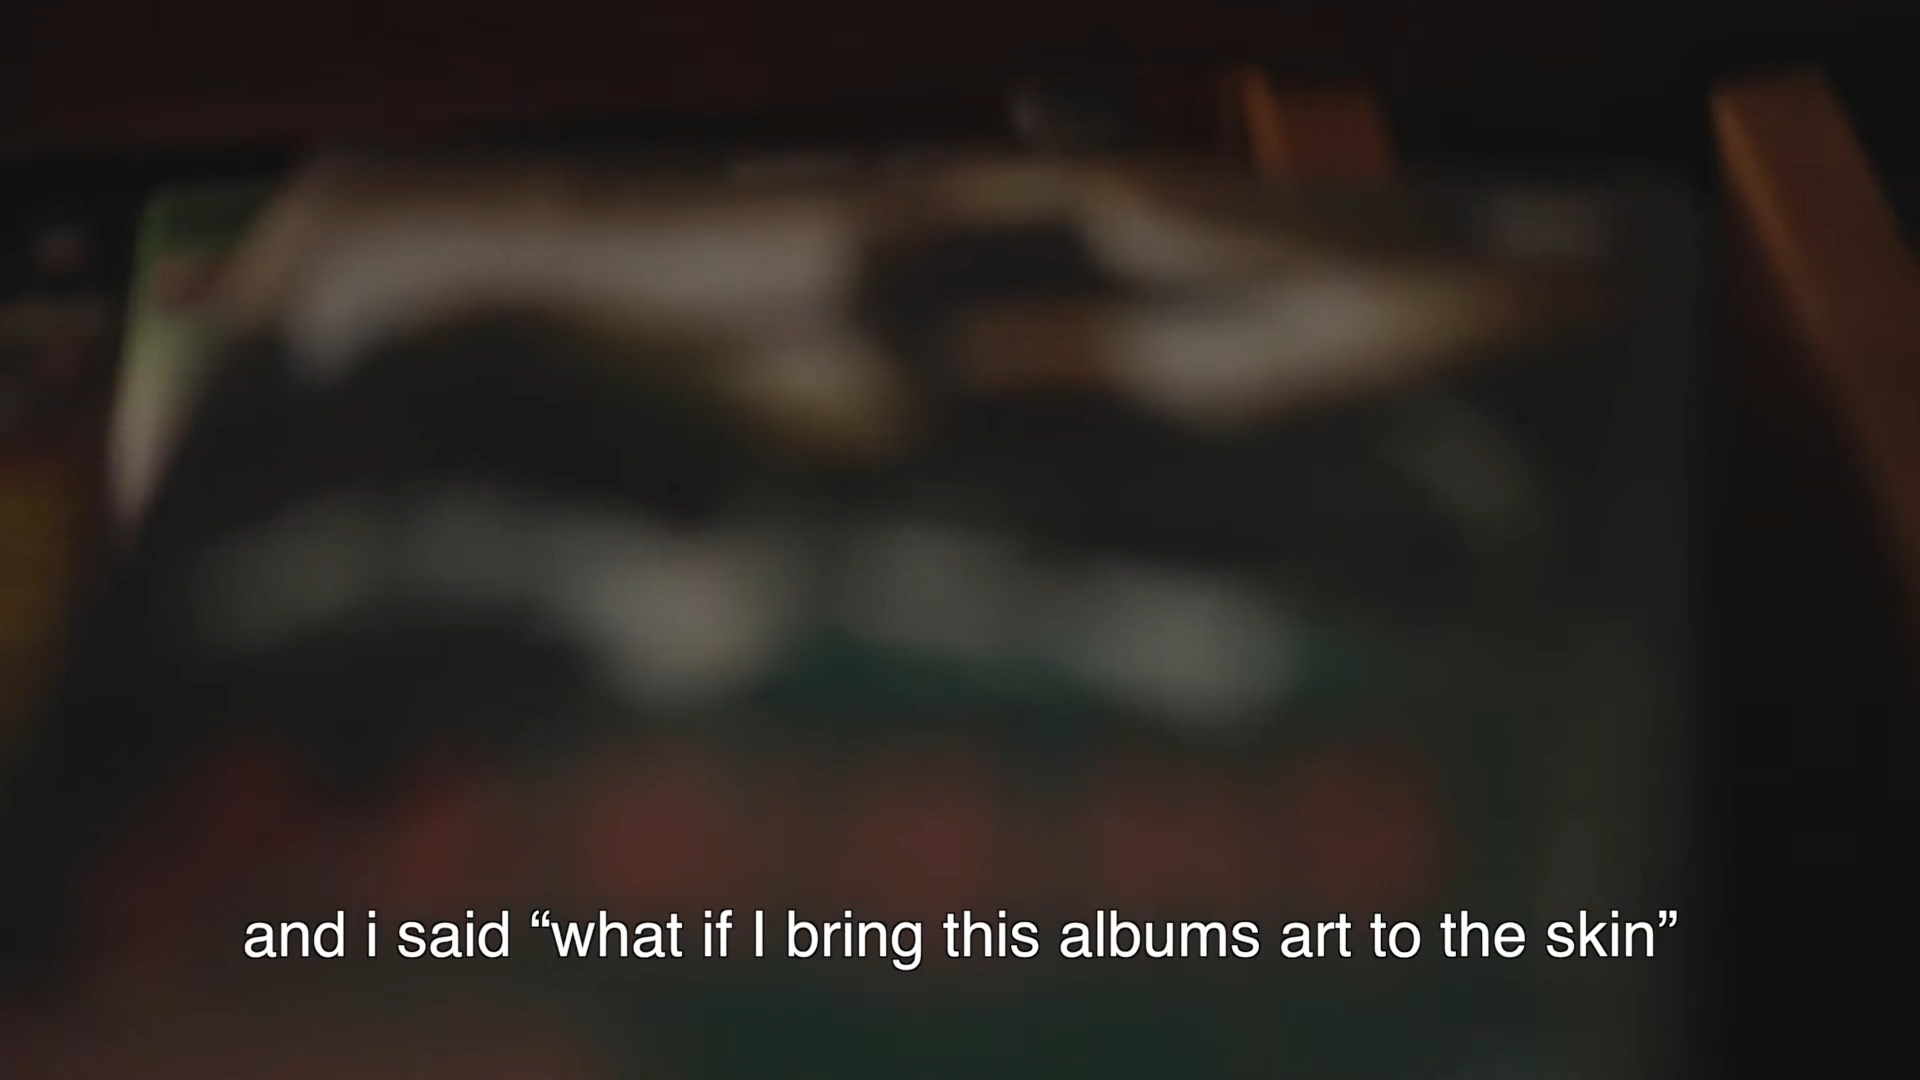 and i said “what if I bring this albums art to the skin”